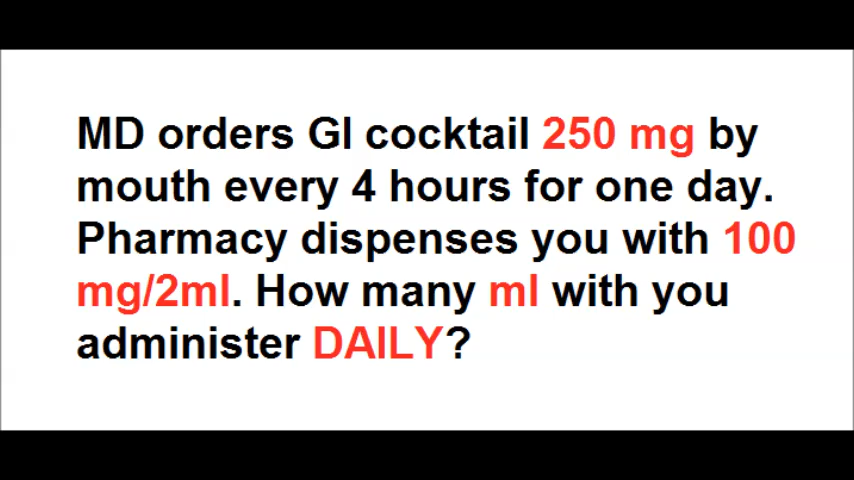 MD orders GI cocktail 250 mg by
mouth every 4 hours for one day.
Pharmacy dispenses you with 100
mg/2ml. How many ml with you
administer DAILY?